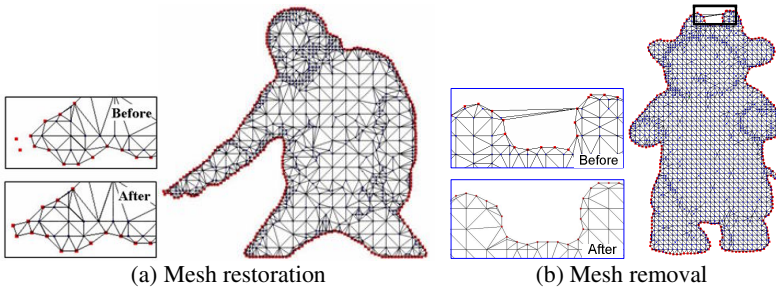 Before
After
(a) Mesh restoration
Before
After
(b) Mesh removal